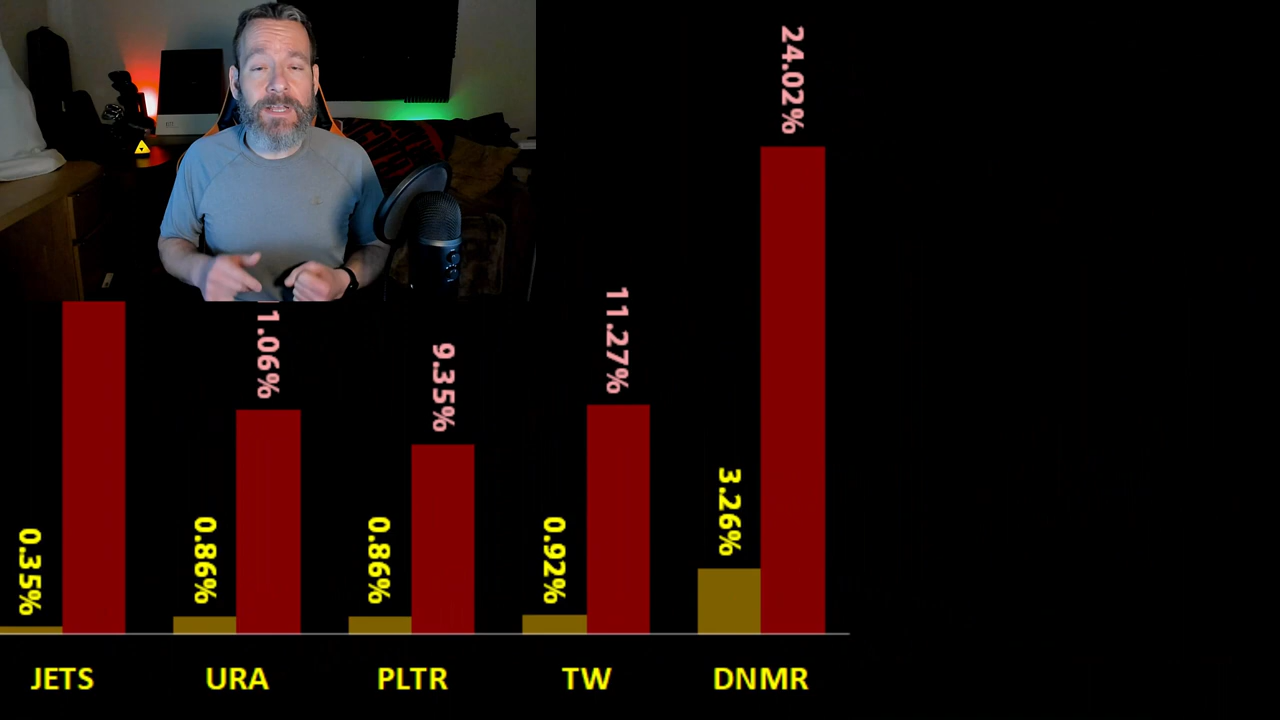 24.02%
1.06%
9.35%
11.27%
0.35%
0.86%
0.86%
0.92%
3.26%
JETS
URA
PLTR
TW
DNMR